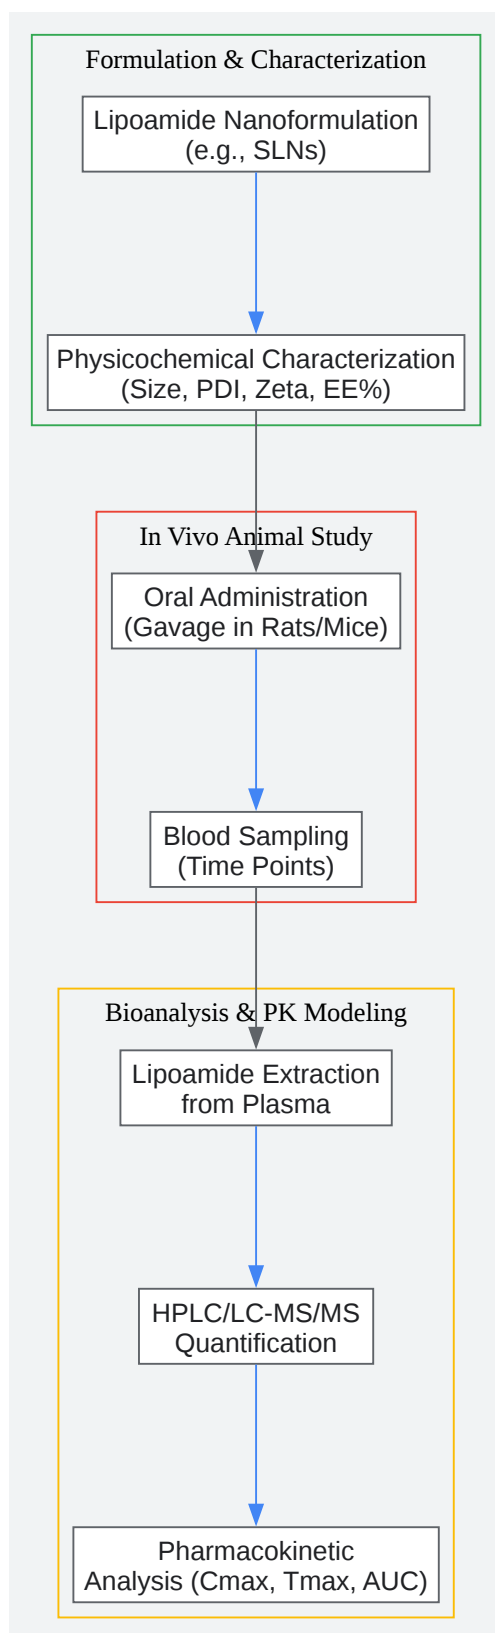 Formulation & Characterization
Lipoamide Nanoformulation
(e.g., SLNs)
Physicochemical Characterization
(Size, PDI, Zeta, EE%)
In Vivo Animal Study
Oral Administration
(Gavage in Rats/Mice)
Blood Sampling
(Time Points)
Bioanalysis & PK Modeling
Lipoamide Extraction
from Plasma
HPLC/LC-MS/MS
Quantification
Pharmacokinetic
Analysis (Cmax, Tmax, AUC)